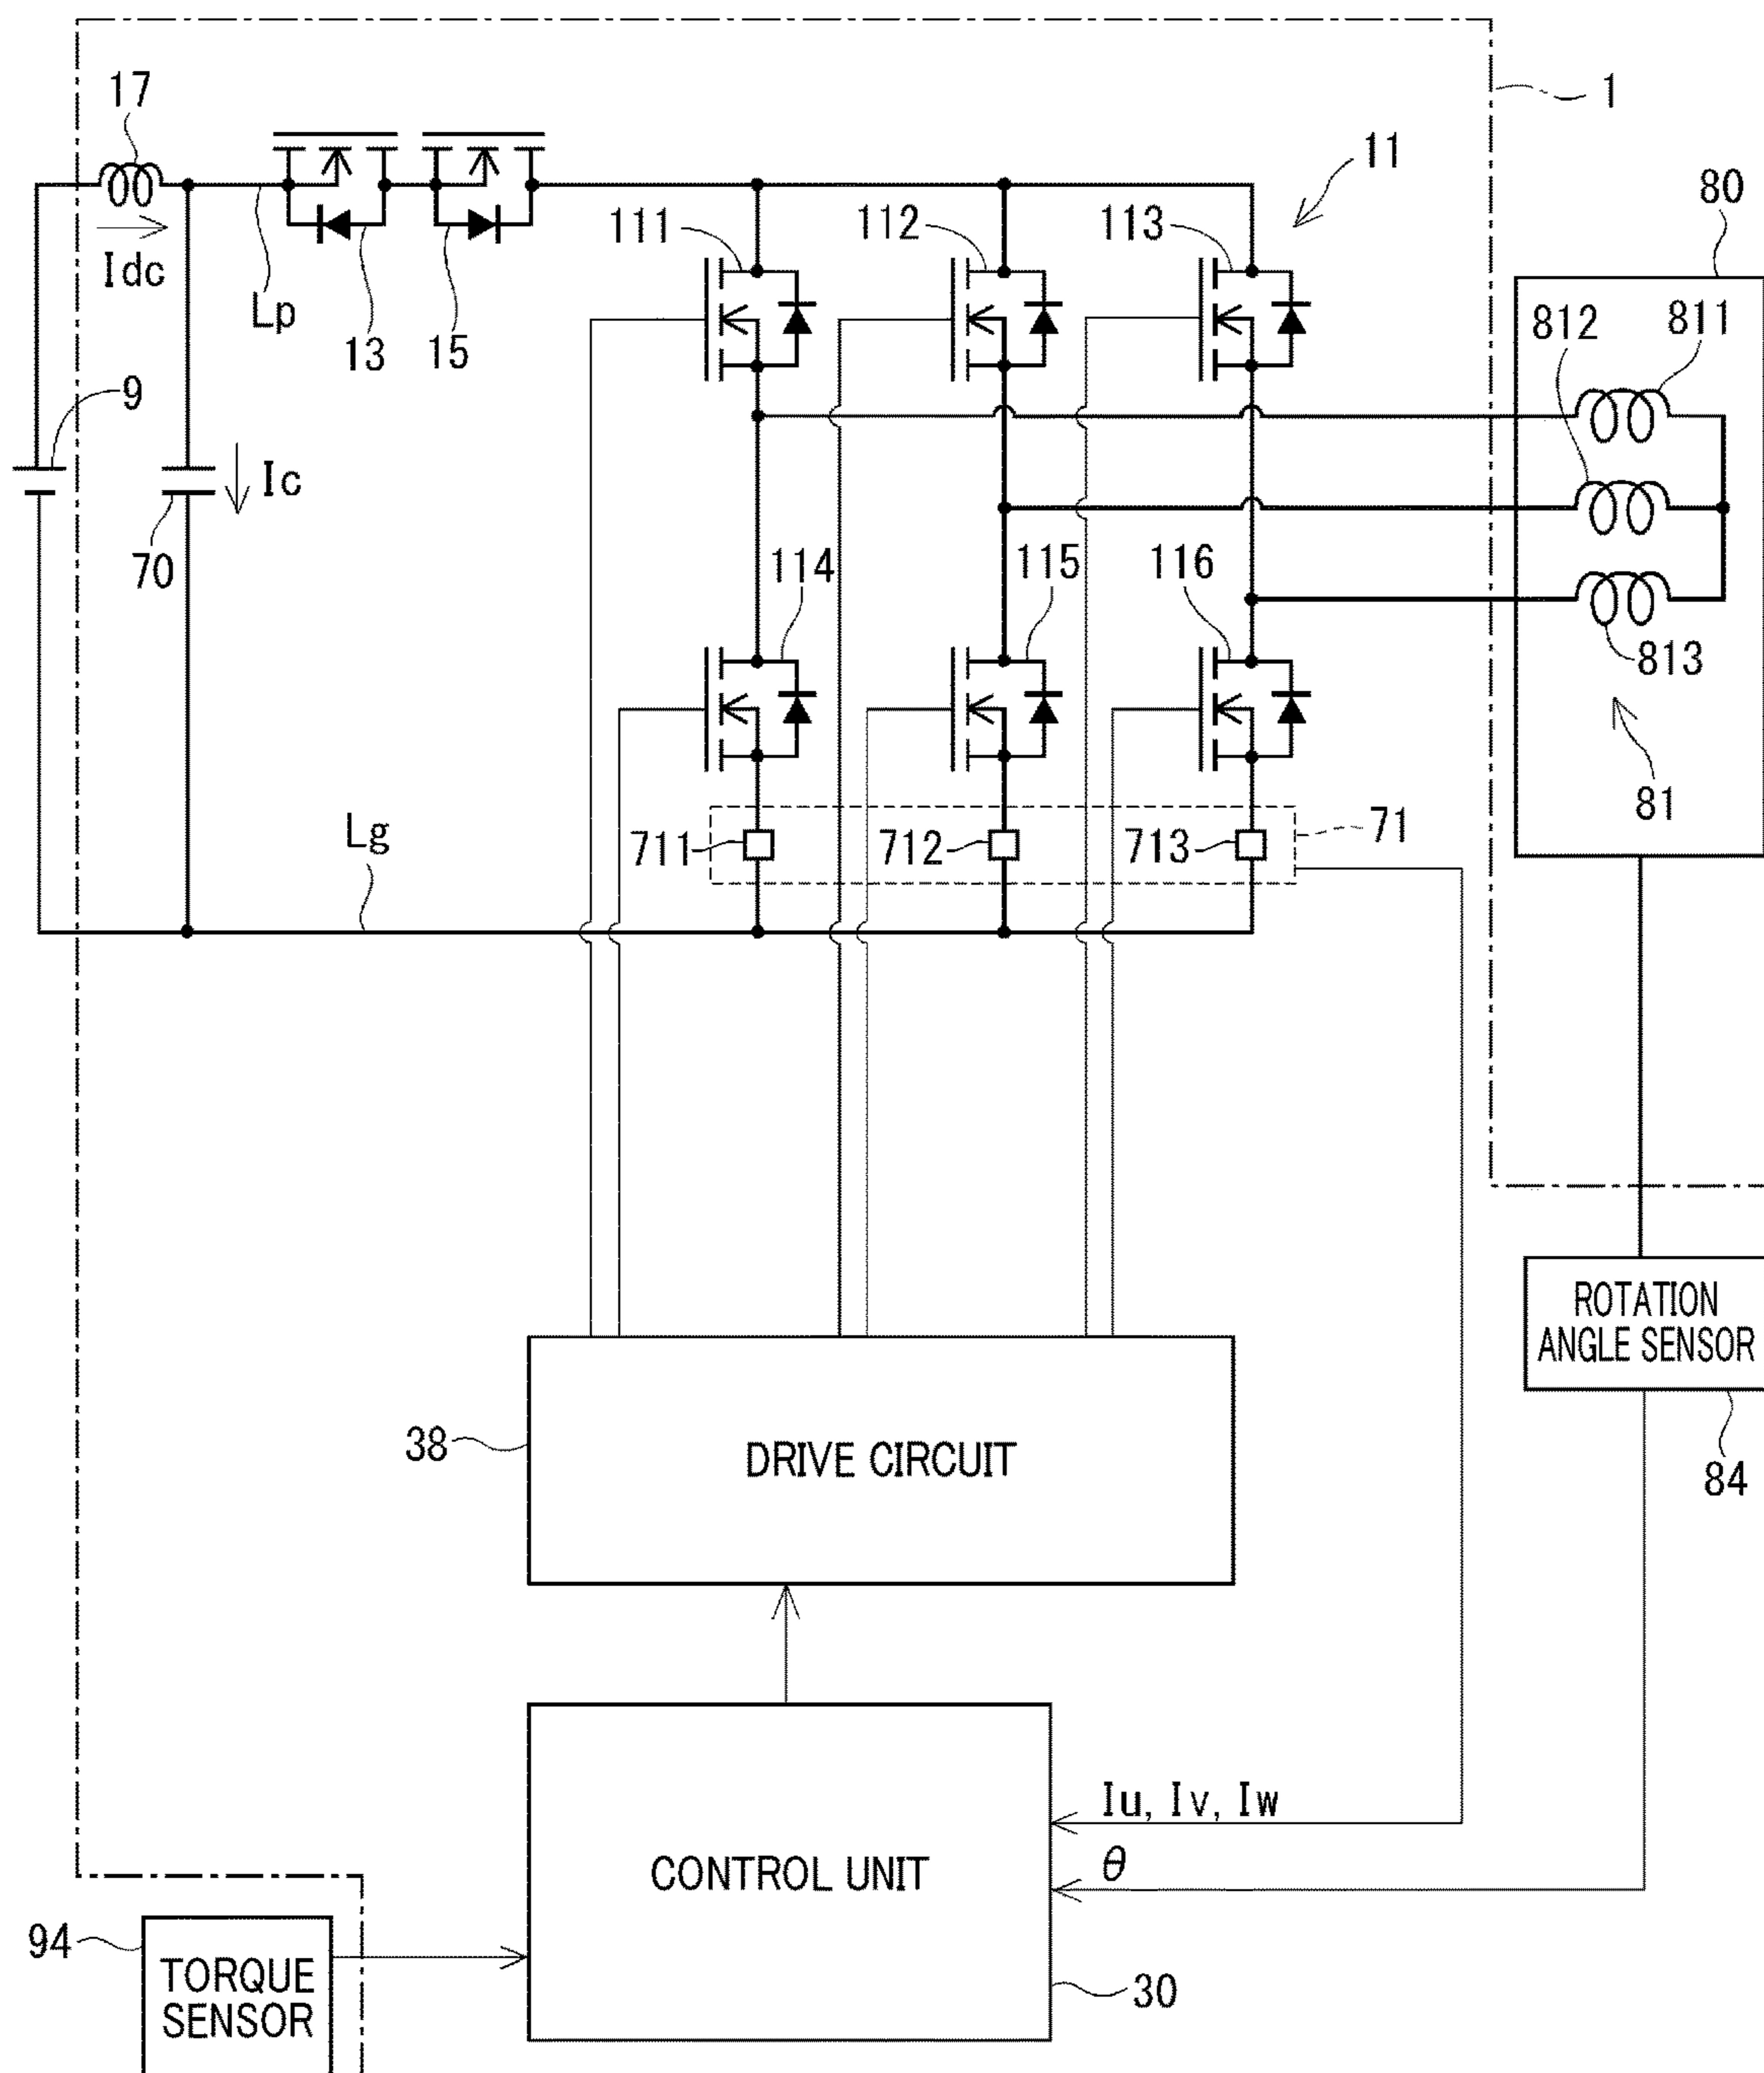 17
1
11
80
Idc
111
112
113
Lp
13
15
812
811
9
Ic
70
114
115
116
813
81
Lg
711
712
713
71
ROTATION
ANGLE SENSOR
38
DRIVE CIRCUIT
84
Iu, Iv, Iw
θ
CONTROL UNIT
94
TORQUE
SENSOR
30